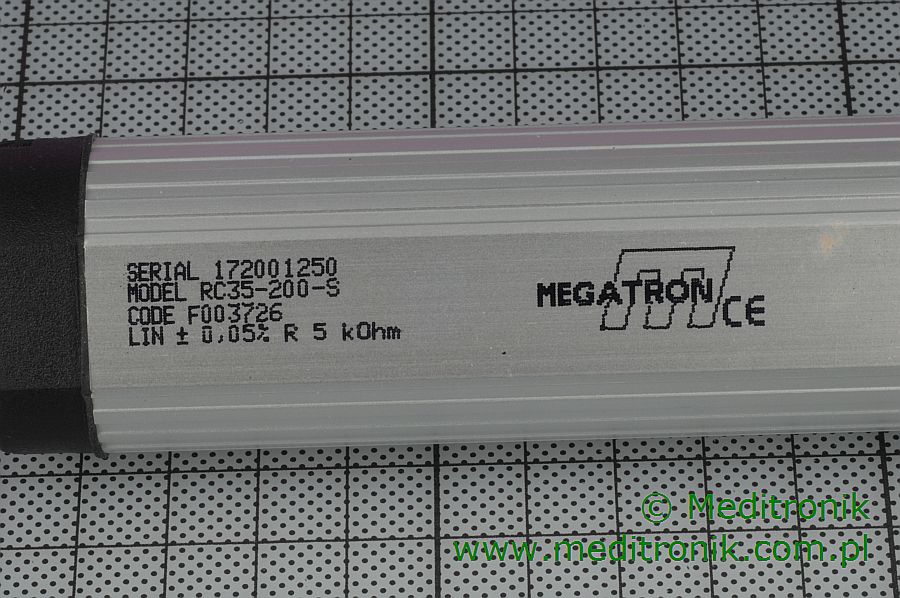 SERIAL 172001250
MODEL RC35-200-S
CODE F003726
LIN ± 0,05% R 5 kOhm
MEGATRON
CE
© Meditronik
www.meditronik.com.pl